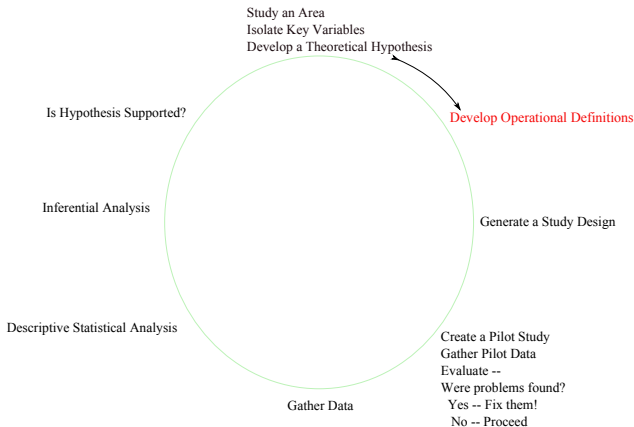 Study an Area
Isolate Key Variables
Develop a Theoretical Hypothesis
Develop Operational Definitions
Generate a Study Design
Create a Pilot Study
Gather Pilot Data
Evaluate --
Were problems found?
Yes -- Fix them!
No -- Proceed
Gather Data
Descriptive Statistical Analysis
Inferential Analysis
Is Hypothesis Supported?